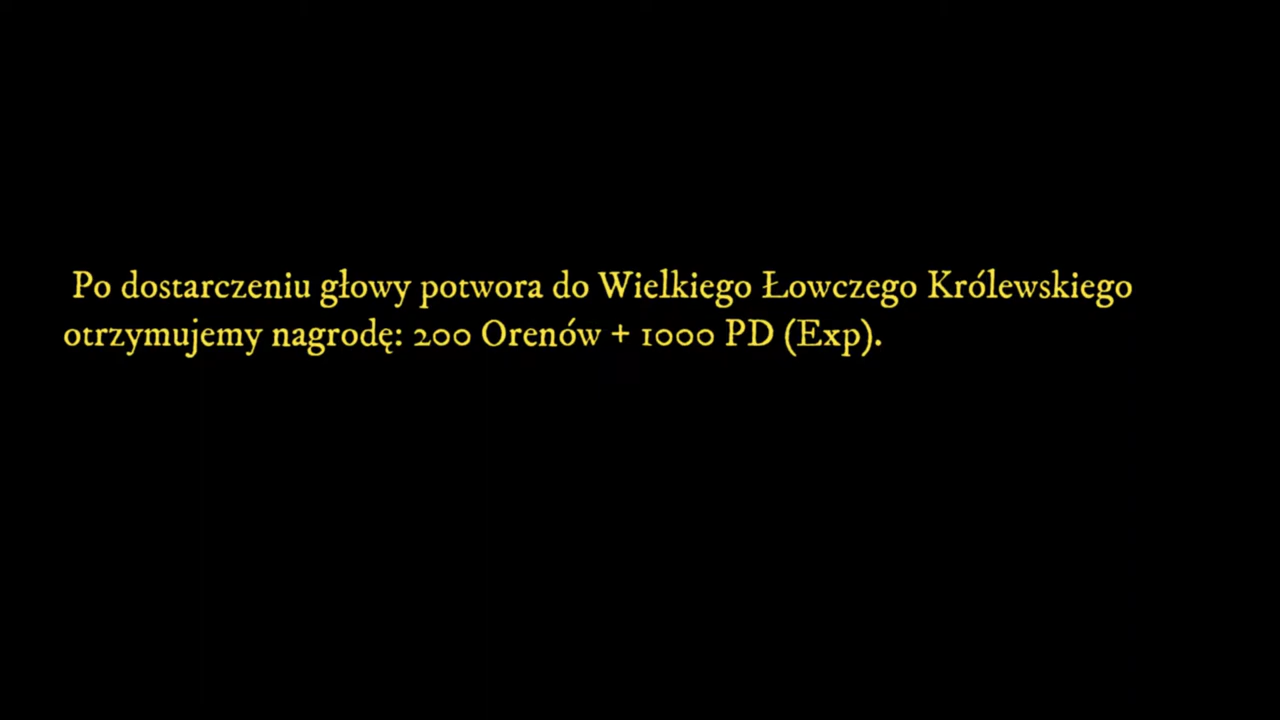 Po dostarczeniu głowy potwora do Wielkiego Łowczego Królewskiego
otrzymujemy nagrodę: 200 Orenów + 1000 PD (Exp).